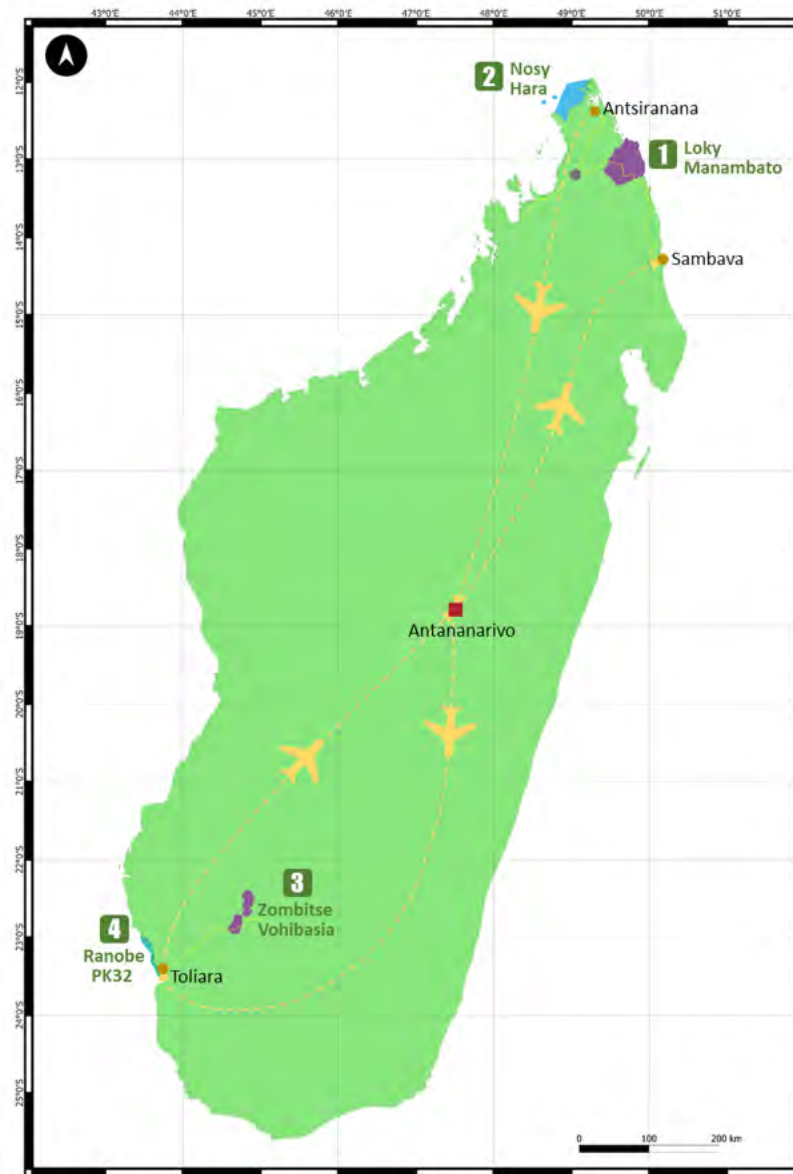 43°0'E 44°0'E 45°0'E 46°0'E 47°0'E 48°0'E 49°0'E 50°0'E 51°0'E
12°0'S
13°0'S
14°0'S
15°0'S
16°0'S
17°0'S
18°0'S
19°0'S
20°0'S
21°0'S
22°0'S
23°0'S
24°0'S
25°0'S
2 Nosy
Hara
Antsiranana
1 Loky
Manambato
Sambava
Antananarivo
3
Zombitse
Vohibasia
4
Ranobe
PK32
Toliara
0 100 200 km